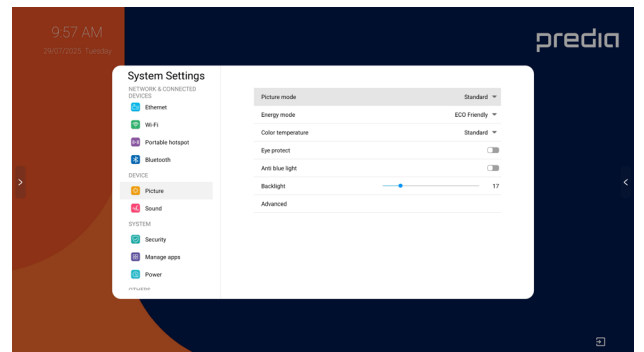 9:57 AM
29/07/2025 Tuesday
predia
System Settings
NETWORK & CONNECTED
DEVICES
Ethernet
Wi-Fi
Portable hotspot
Bluetooth
DEVICE
Picture
Sound
SYSTEM
Security
Manage apps
Power
OTHERS
Picture mode Standard
Energy mode ECO Friendly
Color temperature Standard
Eye protect
Anti blue light
Backlight 17
Advanced